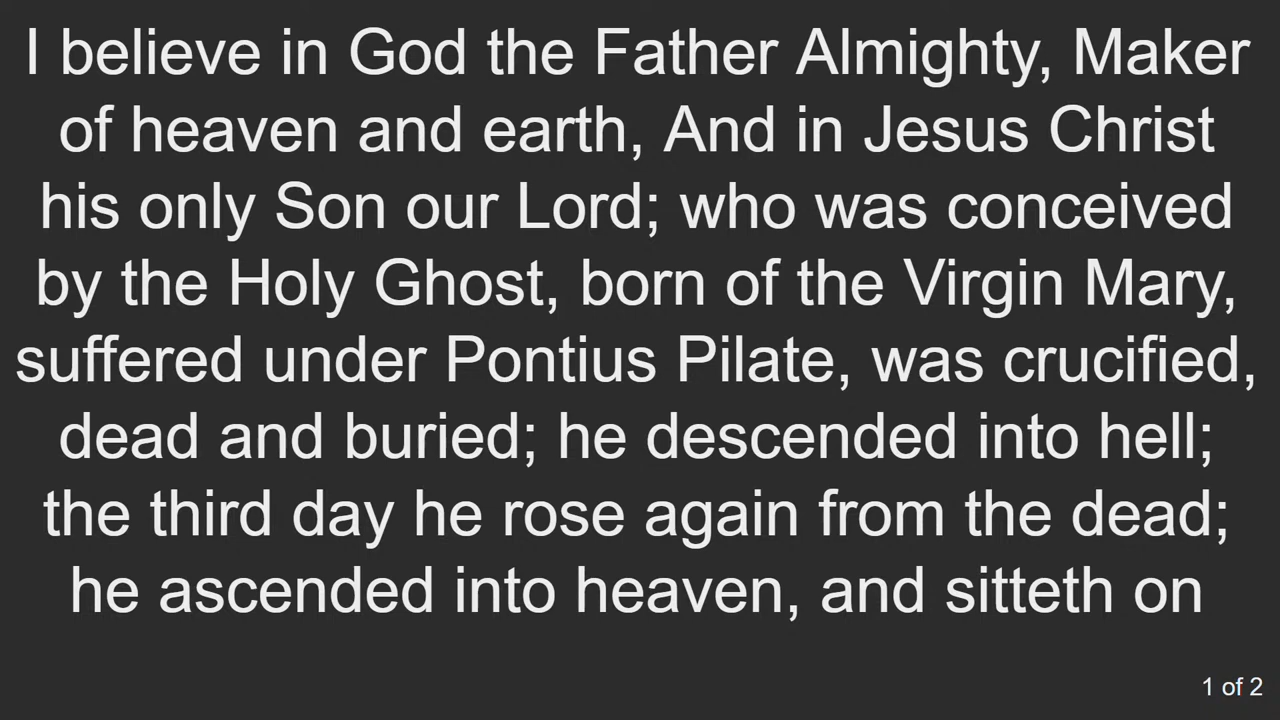 I believe in God the Father Almighty, Maker
of heaven and earth, And in Jesus Christ
his only Son our Lord; who was conceived
by the Holy Ghost, born of the Virgin Mary,
suffered under Pontius Pilate, was crucified,
dead and buried; he descended into hell;
the third day he rose again from the dead;
he ascended into heaven, and sitteth on
1 of 2